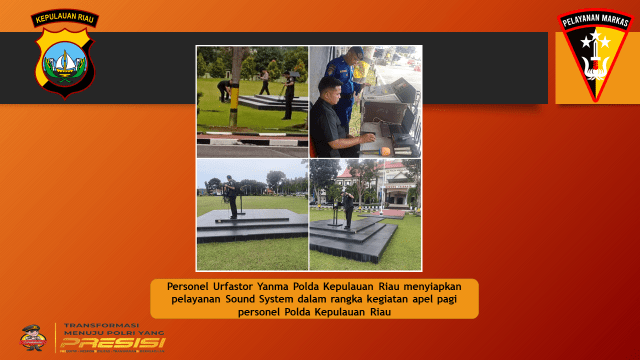 KEPULAUAN RIAU
PELAYANAN MARKAS
Personel Urfastor Yanma Polda Kepulauan Riau menyiapkan
pelayanan Sound System dalam rangka kegiatan apel pagi
personel Polda Kepulauan Riau
TRANSFORMASI
MENUJU POLRI YANG
PRESISI